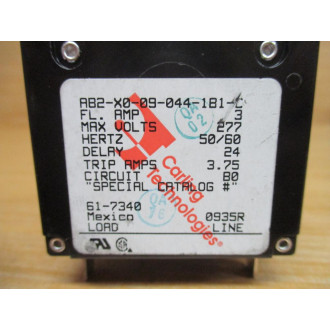 AB2-X0-09-044-1B1-C
FL. AMP 3
MAX VOLTS 277
HERTZ 50/60
DELAY 24
TRIP AMPS 3.75
CIRCUIT 80
"SPECIAL CATALOG #"
Carling
Technologies
61-7340
Mexico 0935R
LOAD LINE